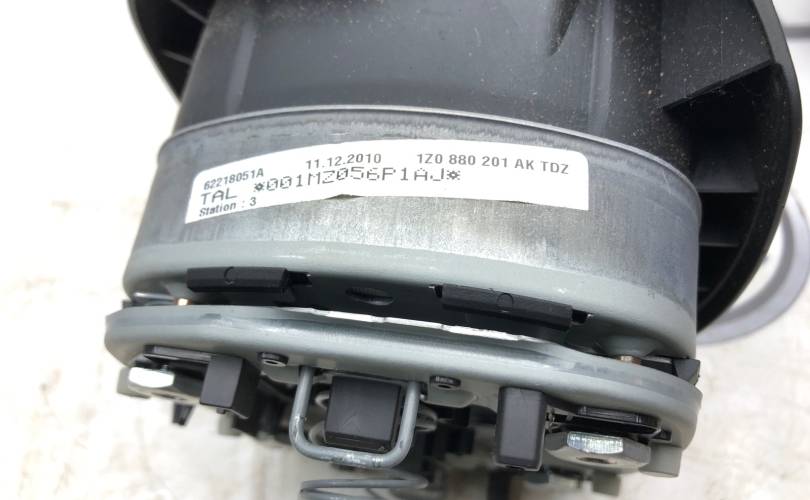 62218051A 11.12.2010 1Z0 880 201 AK TDZ
TAL *001MZ056P1AJ*
Station : 3